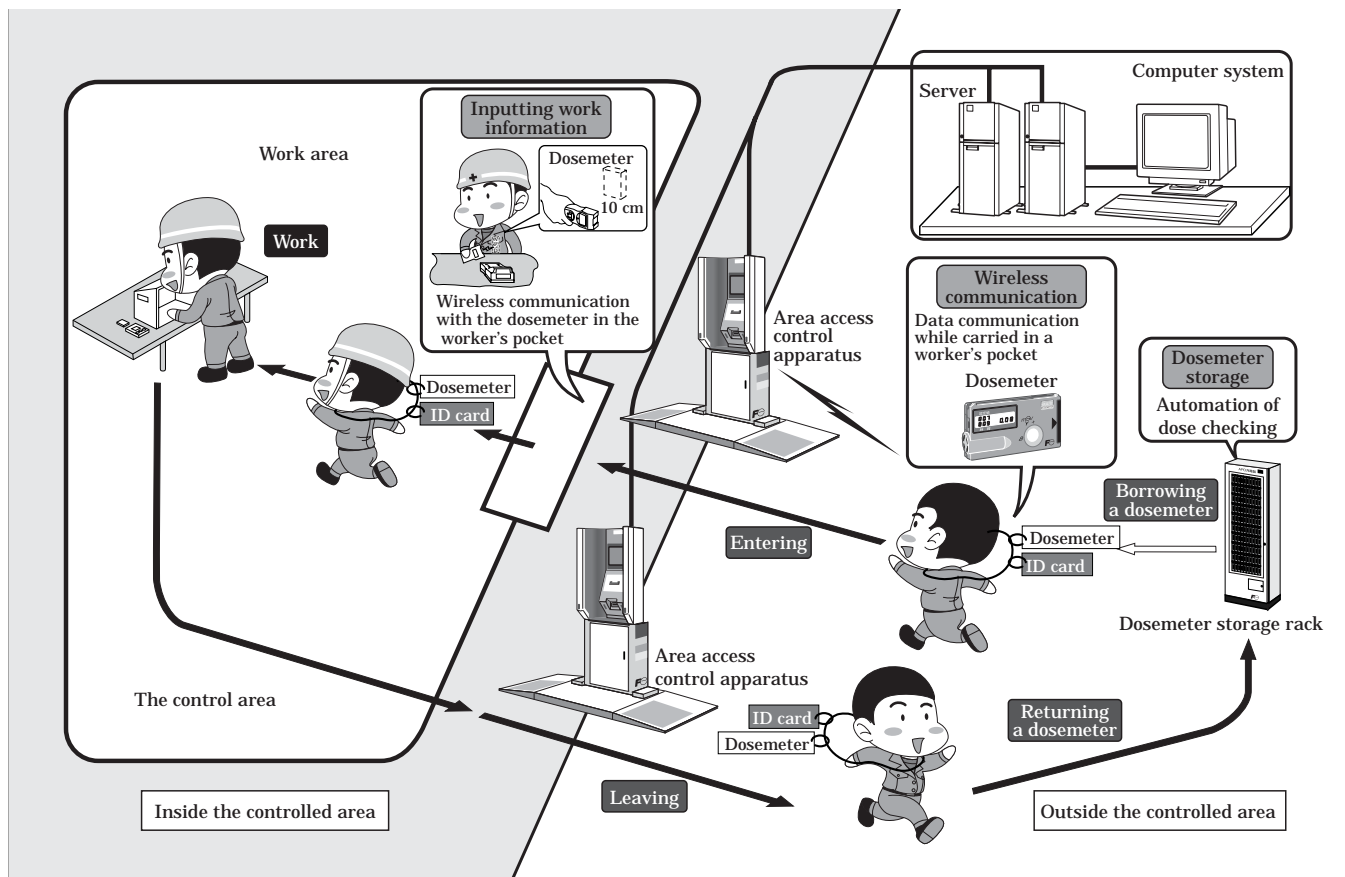 Computer system
Server
Inputting work
information
Dosemeter
10 cm
Wireless communication
with the dosemeter in the
worker's pocket
Work area
Work
Dosemeter
ID card
Area access
control
apparatus
Wireless
communication
Data communication
while carried in a
worker's pocket
Dosemeter
Dosemeter
storage
Automation of
dose checking
Borrowing
a dosemeter
Dosemeter
ID card
Entering
Dosemeter storage rack
Area access
control apparatus
The control area
ID card
Dosemeter
Returning
a dosemeter
Leaving
Inside the controlled area
Outside the controlled area